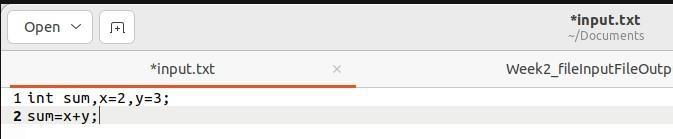 Open
*input.txt
~/Documents
*input.txt
Week2_fileInputFileOutp
1 int sum,x=2,y=3;
2 sum=x+y;